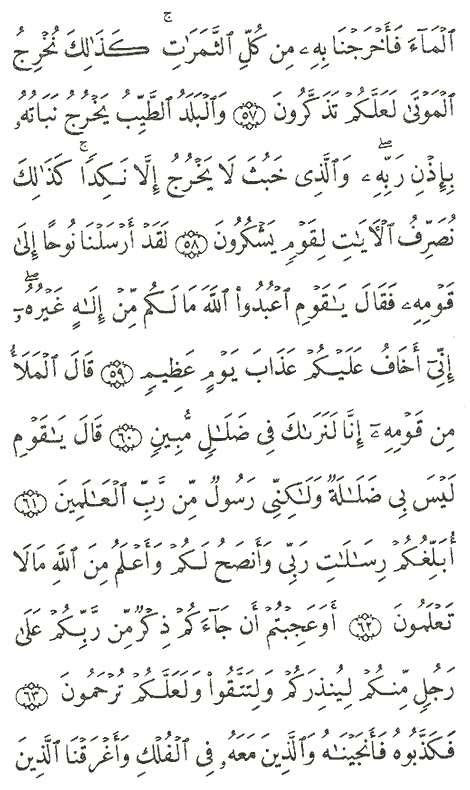 ٱلۡمَآءَ فَأَخۡرَجۡنَا بِهِۦ مِن كُلِّ ٱلثَّمَرَٰتِۚ كَذَٰلِكَ نُخۡرِجُ
ٱلۡمَوۡتَىٰ لَعَلَّكُمۡ تَذَكَّرُونَ ٥٧ وَٱلۡبَلَدُ ٱلطَّيِّبُ يَخۡرُجُ نَبَاتُهُۥ
بِإِذۡنِ رَبِّهِۦۖ وَٱلَّذِي خَبُثَ لَا يَخۡرُجُ إِلَّا نَكِدٗاۚ كَذَٰلِكَ
نُصَرِّفُ ٱلۡأٓيَٰتِ لِقَوۡمٖ يَشۡكُرُونَ ٥٨ لَقَدۡ أَرۡسَلۡنَا نُوحًا إِلَىٰ
قَوۡمِهِۦ فَقَالَ يَٰقَوۡمِ ٱعۡبُدُواْ ٱللَّهَ مَا لَكُم مِّنۡ إِلَٰهٍ غَيۡرُهُۥٓۖ
إِنِّيٓ أَخَافُ عَلَيۡكُمۡ عَذَابَ يَوۡمٍ عَظِيمٖ ٥٩ قَالَ ٱلۡمَلَأُ
مِن قَوۡمِهِۦٓ إِنَّا لَنَرَىٰكَ فِي ضَلَٰلٖ مُّبِينٖ ٦٠ قَالَ يَٰقَوۡمِ
لَيۡسَ بِي ضَلَٰلَةٞ وَلَٰكِنِّي رَسُولٞ مِّن رَّبِّ ٱلۡعَٰلَمِينَ ٦١
أُبَلِّغُكُمۡ رِسَٰلَٰتِ رَبِّي وَأَنصَحُ لَكُمۡ وَأَعۡلَمُ مِنَ ٱللَّهِ مَا لَا
تَعۡلَمُونَ ٦٢ أَوَعَجِبۡتُمۡ أَن جَآءَكُمۡ ذِكۡرٞ مِّن رَّبِّكُمۡ عَلَىٰ
رَجُلٖ مِّنكُمۡ لِيُنذِرَكُمۡ وَلِتَتَّقُواْ وَلَعَلَّكُمۡ تُرۡحَمُونَ ٦٣
فَكَذَّبُوهُ فَأَنجَيۡنَٰهُ وَٱلَّذِينَ مَعَهُۥ فِي ٱلۡفُلۡكِ وَأَغۡرَقۡنَا ٱلَّذِينَ